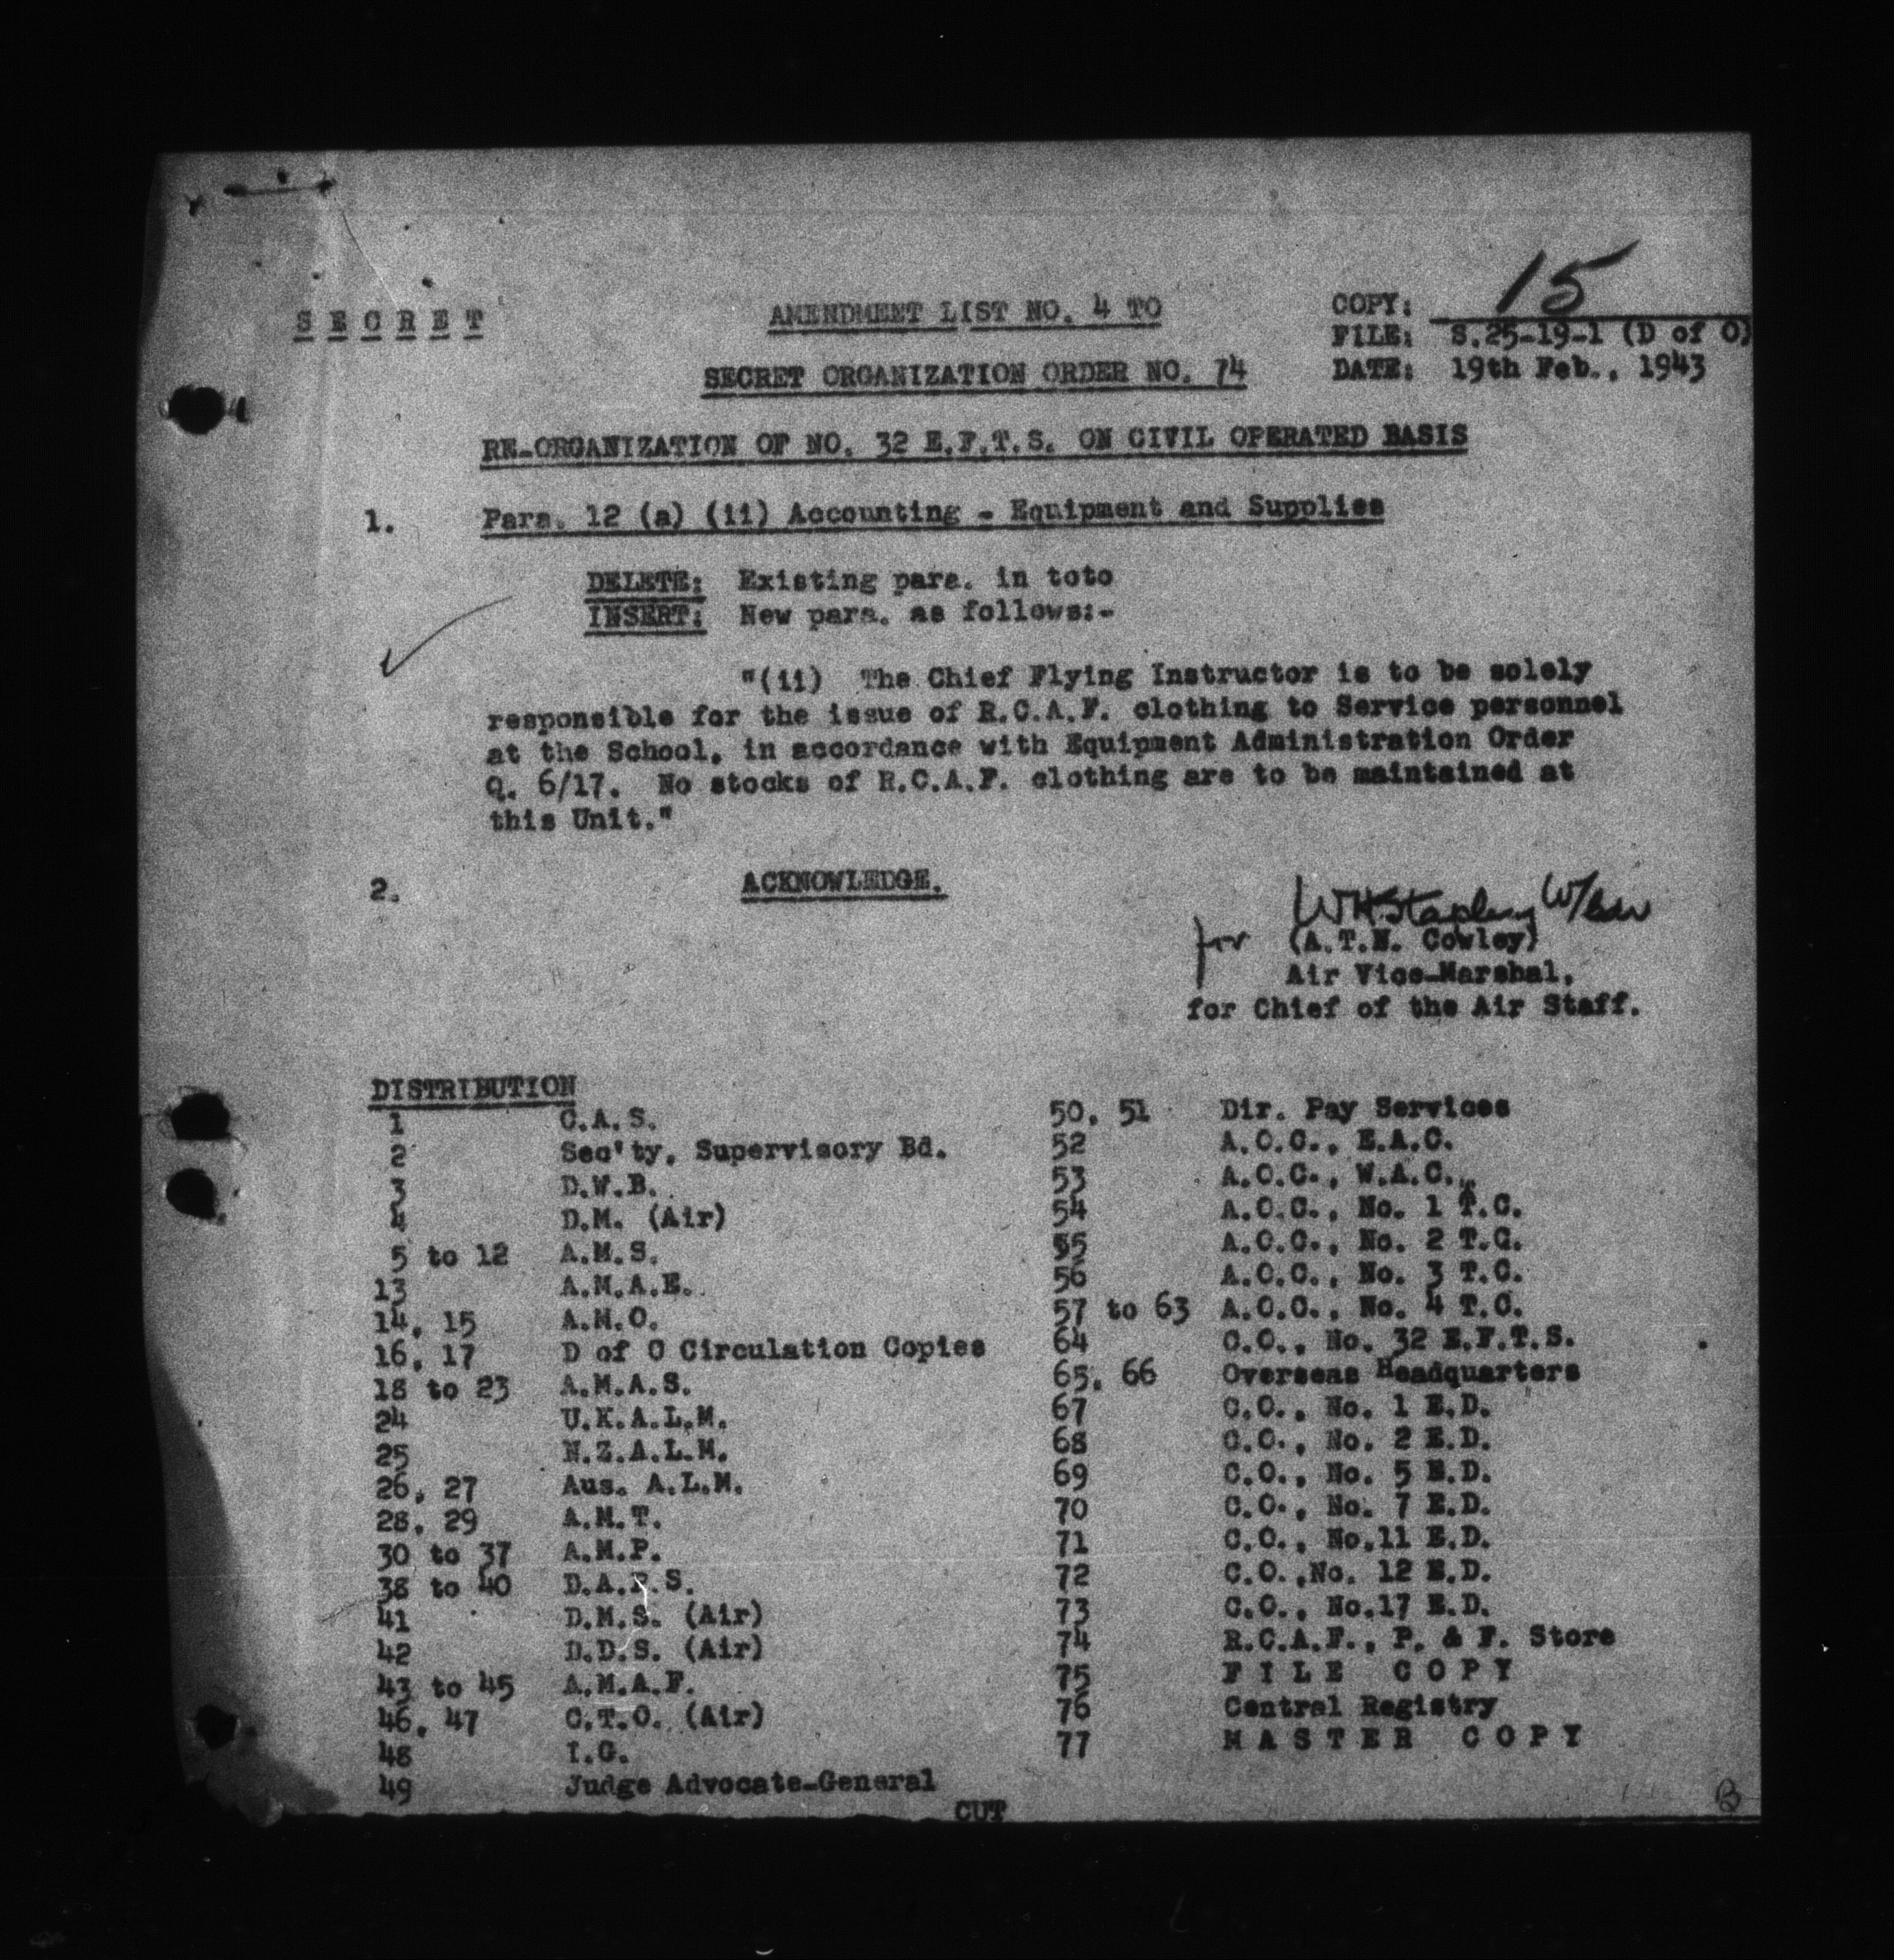 S E C R E T
AMENDMENT LIST NO. 4 TO
SECRET ORGANIZATION ORDER NO. 74
COPY: 15
FILE: S.25-19-1 (D of O)
DATE: 19th Feb., 1943
RE-ORGANIZATION OF NO. 32 E.F.T.S. ON CIVIL OPERATED BASIS
1. Para. 12 (a) (ii) Accounting - Equipment and Supplies
DELETE: Existing para. in toto
INSERT: New para. as follows:-
"(ii) The Chief Flying Instructor is to be solely
responsible for the issue of R.C.A.F. clothing to Service personnel
at the School, in accordance with Equipment Administration Order
Q. 6/17. No stocks of R.C.A.F. clothing are to be maintained at
this Unit."
2. ACKNOWLEDGE.
for (A.T.N. Cowley)
Air Vice-Marshal,
for Chief of the Air Staff.
DISTRIBUTION
1 C.A.S.
2 Sec'ty, Supervisory Bd.
3 D.W.B.
4 D.M. (Air)
5 to 12 A.M.S.
13 A.M.A.E.
14, 15 A.M.O.
16, 17 D of O Circulation Copies
18 to 23 A.M.A.S.
24 U.K.A.L.M.
25 N.Z.A.L.M.
26, 27 Aus. A.L.M.
28, 29 A.M.T.
30 to 37 A.M.P.
38 to 40
41 D.M.S. (Air)
42 D.D.S. (Air)
43 to 45 A.M.A.F.
46, 47 C.T.O. (Air)
48 I.G.
49 Judge Advocate-General
50, 51 Dir. Pay Services
52 A.O.C., E.A.C.
53 A.O.C., W.A.C.
54 A.O.C., No. 1 T.C.
55 A.O.C., No. 2 T.C.
56 A.O.C., No. 3 T.C.
57 to 63 A.O.C., No. 4 T.C.
64 C.O., No. 32 E.F.T.S.
65, 66 Overseas Headquarters
67 C.O., No. 1 E.D.
68 C.O., No. 2 E.D.
69 C.O., No. 5 E.D.
70 C.O., No. 7 E.D.
71 C.O., No.11 E.D.
72 C.O.,No. 12 E.D.
73 C.O., No.17 E.D.
74 R.C.A.F., P. & F. Store
75 F I L E C O P Y
76 Central Registry
77 M A S T E R C O P Y
CUT
B